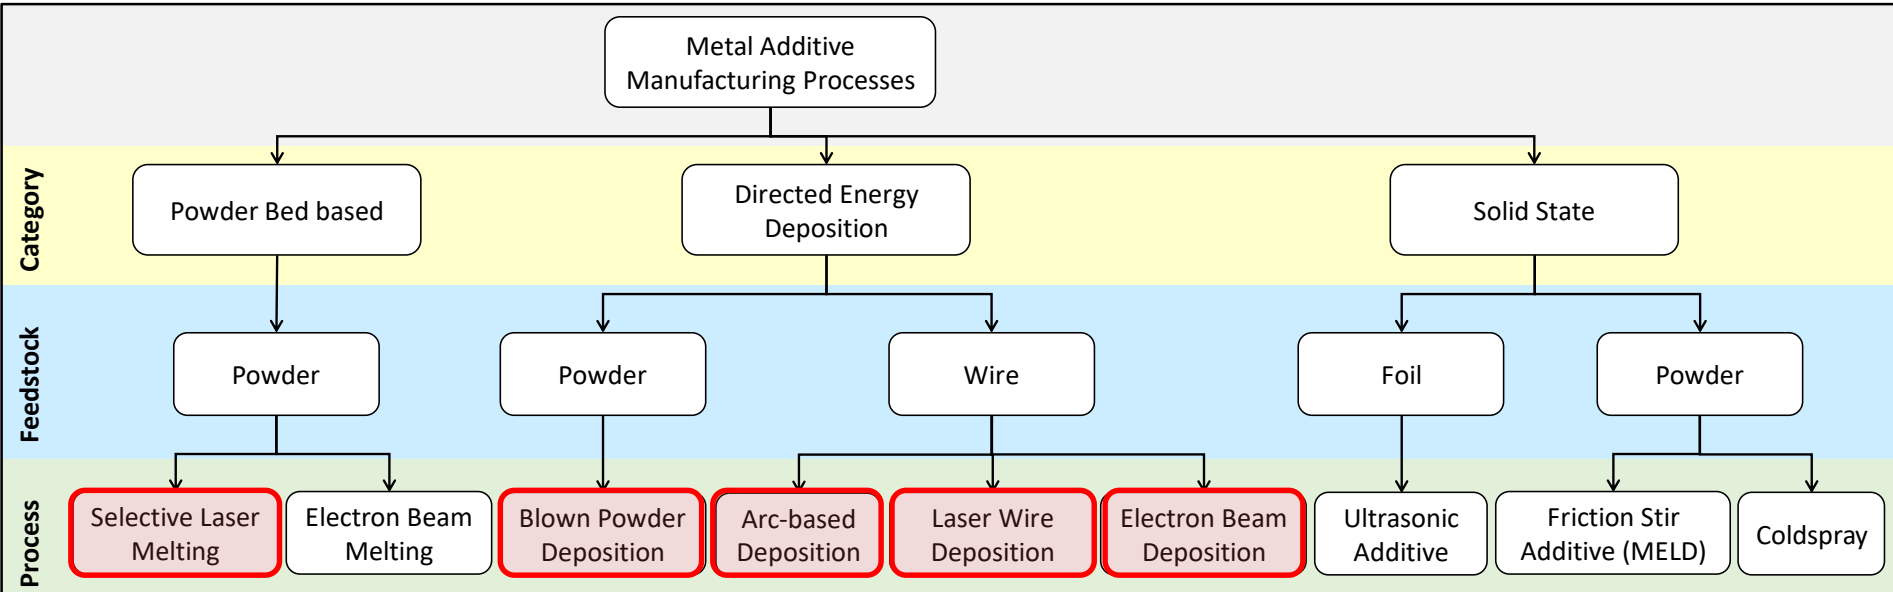 Metal Additive
Manufacturing Processes
Category
Powder Bed based
Directed Energy
Deposition
Solid State
Feedstock
Powder
Powder
Wire
Foil
Powder
Process
Selective Laser
Melting
Electron Beam
Melting
Blown Powder
Deposition
Arc-based
Deposition
Laser Wire
Deposition
Electron Beam
Deposition
Ultrasonic
Additive
Friction Stir
Additive (MELD)
Coldspray